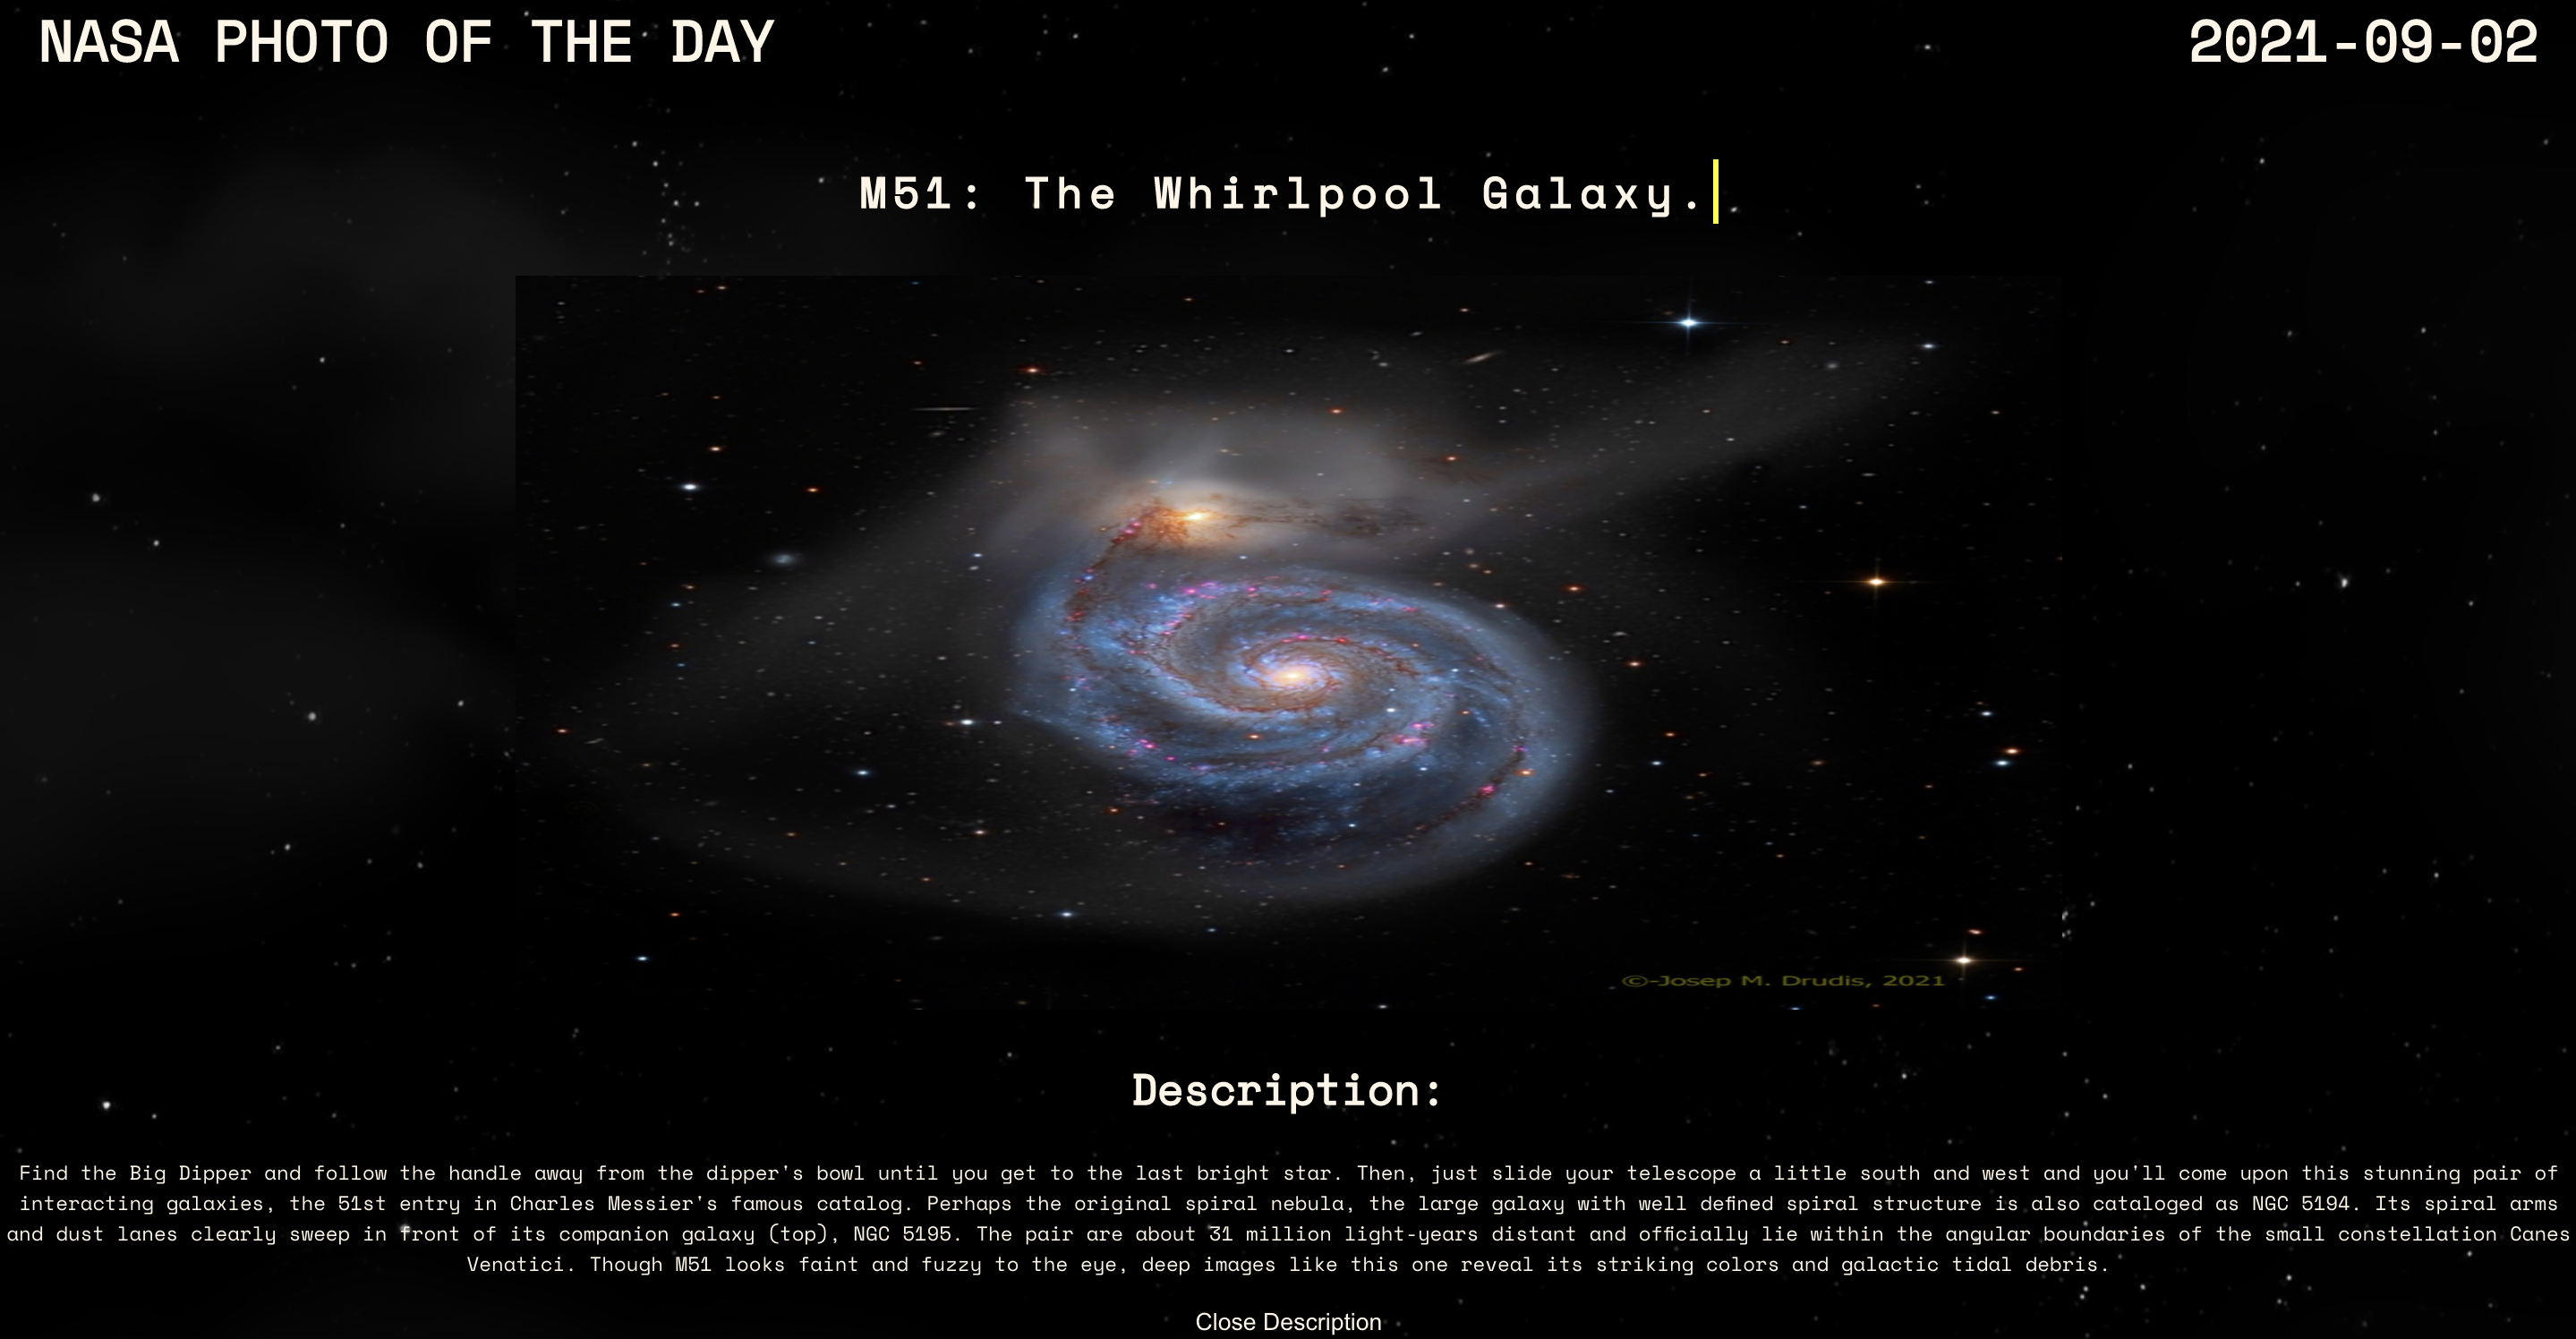 NASA PHOTO OF THE DAY
2021-09-02
M51: The Whirlpool Galaxy.
©-Josep M. Drudis, 2021
Description:
Find the Big Dipper and follow the handle away from the dipper's bowl until you get to the last bright star. Then, just slide your telescope a little south and west and you'll come upon this stunning pair of
interacting galaxies, the 51st entry in Charles Messier's famous catalog. Perhaps the original spiral nebula, the large galaxy with well defined spiral structure is also cataloged as NGC 5194. Its spiral arms
and dust lanes clearly sweep in front of its companion galaxy (top), NGC 5195. The pair are about 31 million light-years distant and officially lie within the angular boundaries of the small constellation Canes
Venatici. Though M51 looks faint and fuzzy to the eye, deep images like this one reveal its striking colors and galactic tidal debris.
Close Description